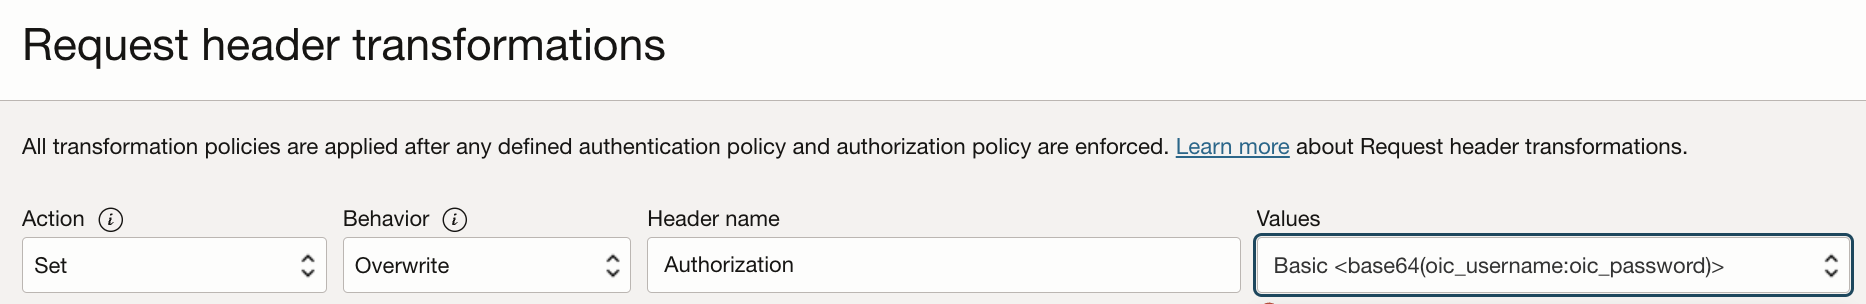 Request header transformations
All transformation policies are applied after any defined authentication policy and authorization policy are enforced. Learn more about Request header transformations.
Action i Behavior i Header name Values
Set Overwrite Authorization Basic <base64(oic_username:oic_password)>